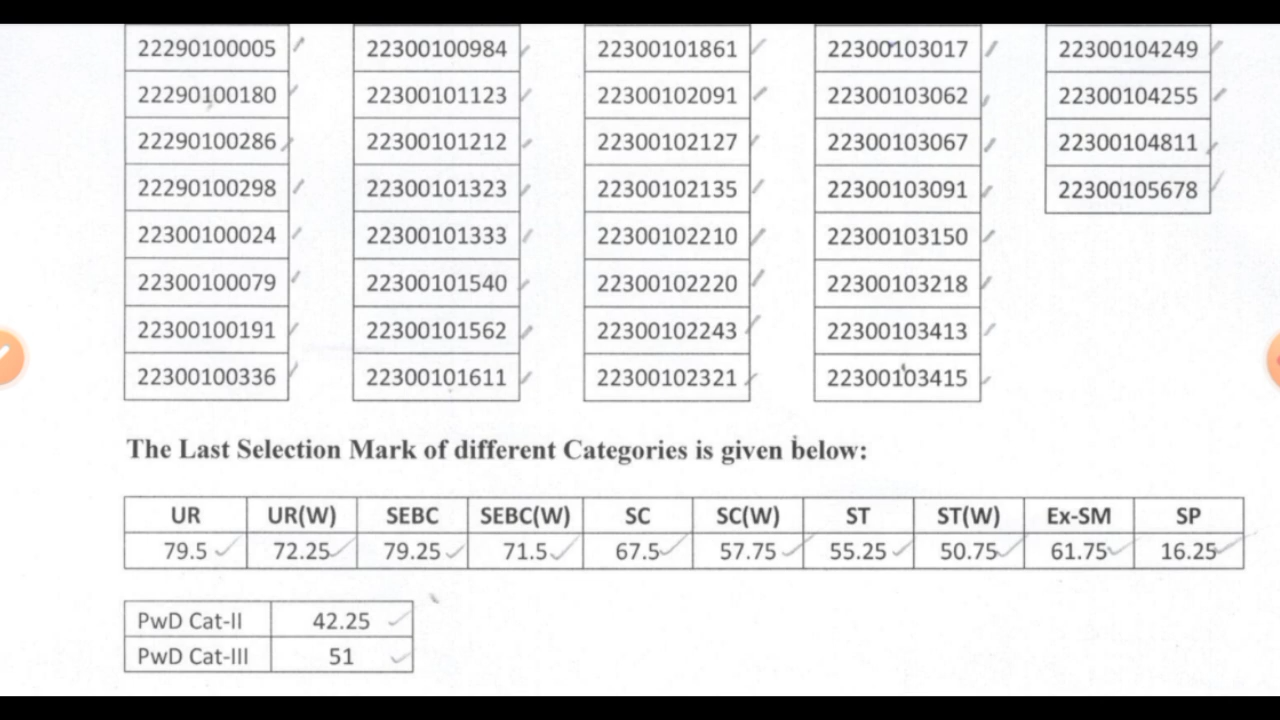 22290100005 22300100984 22300101861 22300103017 22300104249
22290100180 22300101123 22300102091 22300103062 22300104255
22290100286 22300101212 22300102127 22300103067 22300104811
22290100298 22300101323 22300102135 22300103091 22300105678
22300100024 22300101333 22300102210 22300103150
22300100079 22300101540 22300102220 22300103218
22300100191 22300101562 22300102243 22300103413
22300100336 22300101611 22300102321 22300103415
The Last Selection Mark of different Categories is given below:
UR UR(W) SEBC SEBC(W) SC SC(W) ST ST(W) Ex-SM SP
79.5 72.25 79.25 71.5 67.5 57.75 55.25 50.75 61.75 16.25
PwD Cat-II 42.25
PwD Cat-III 51